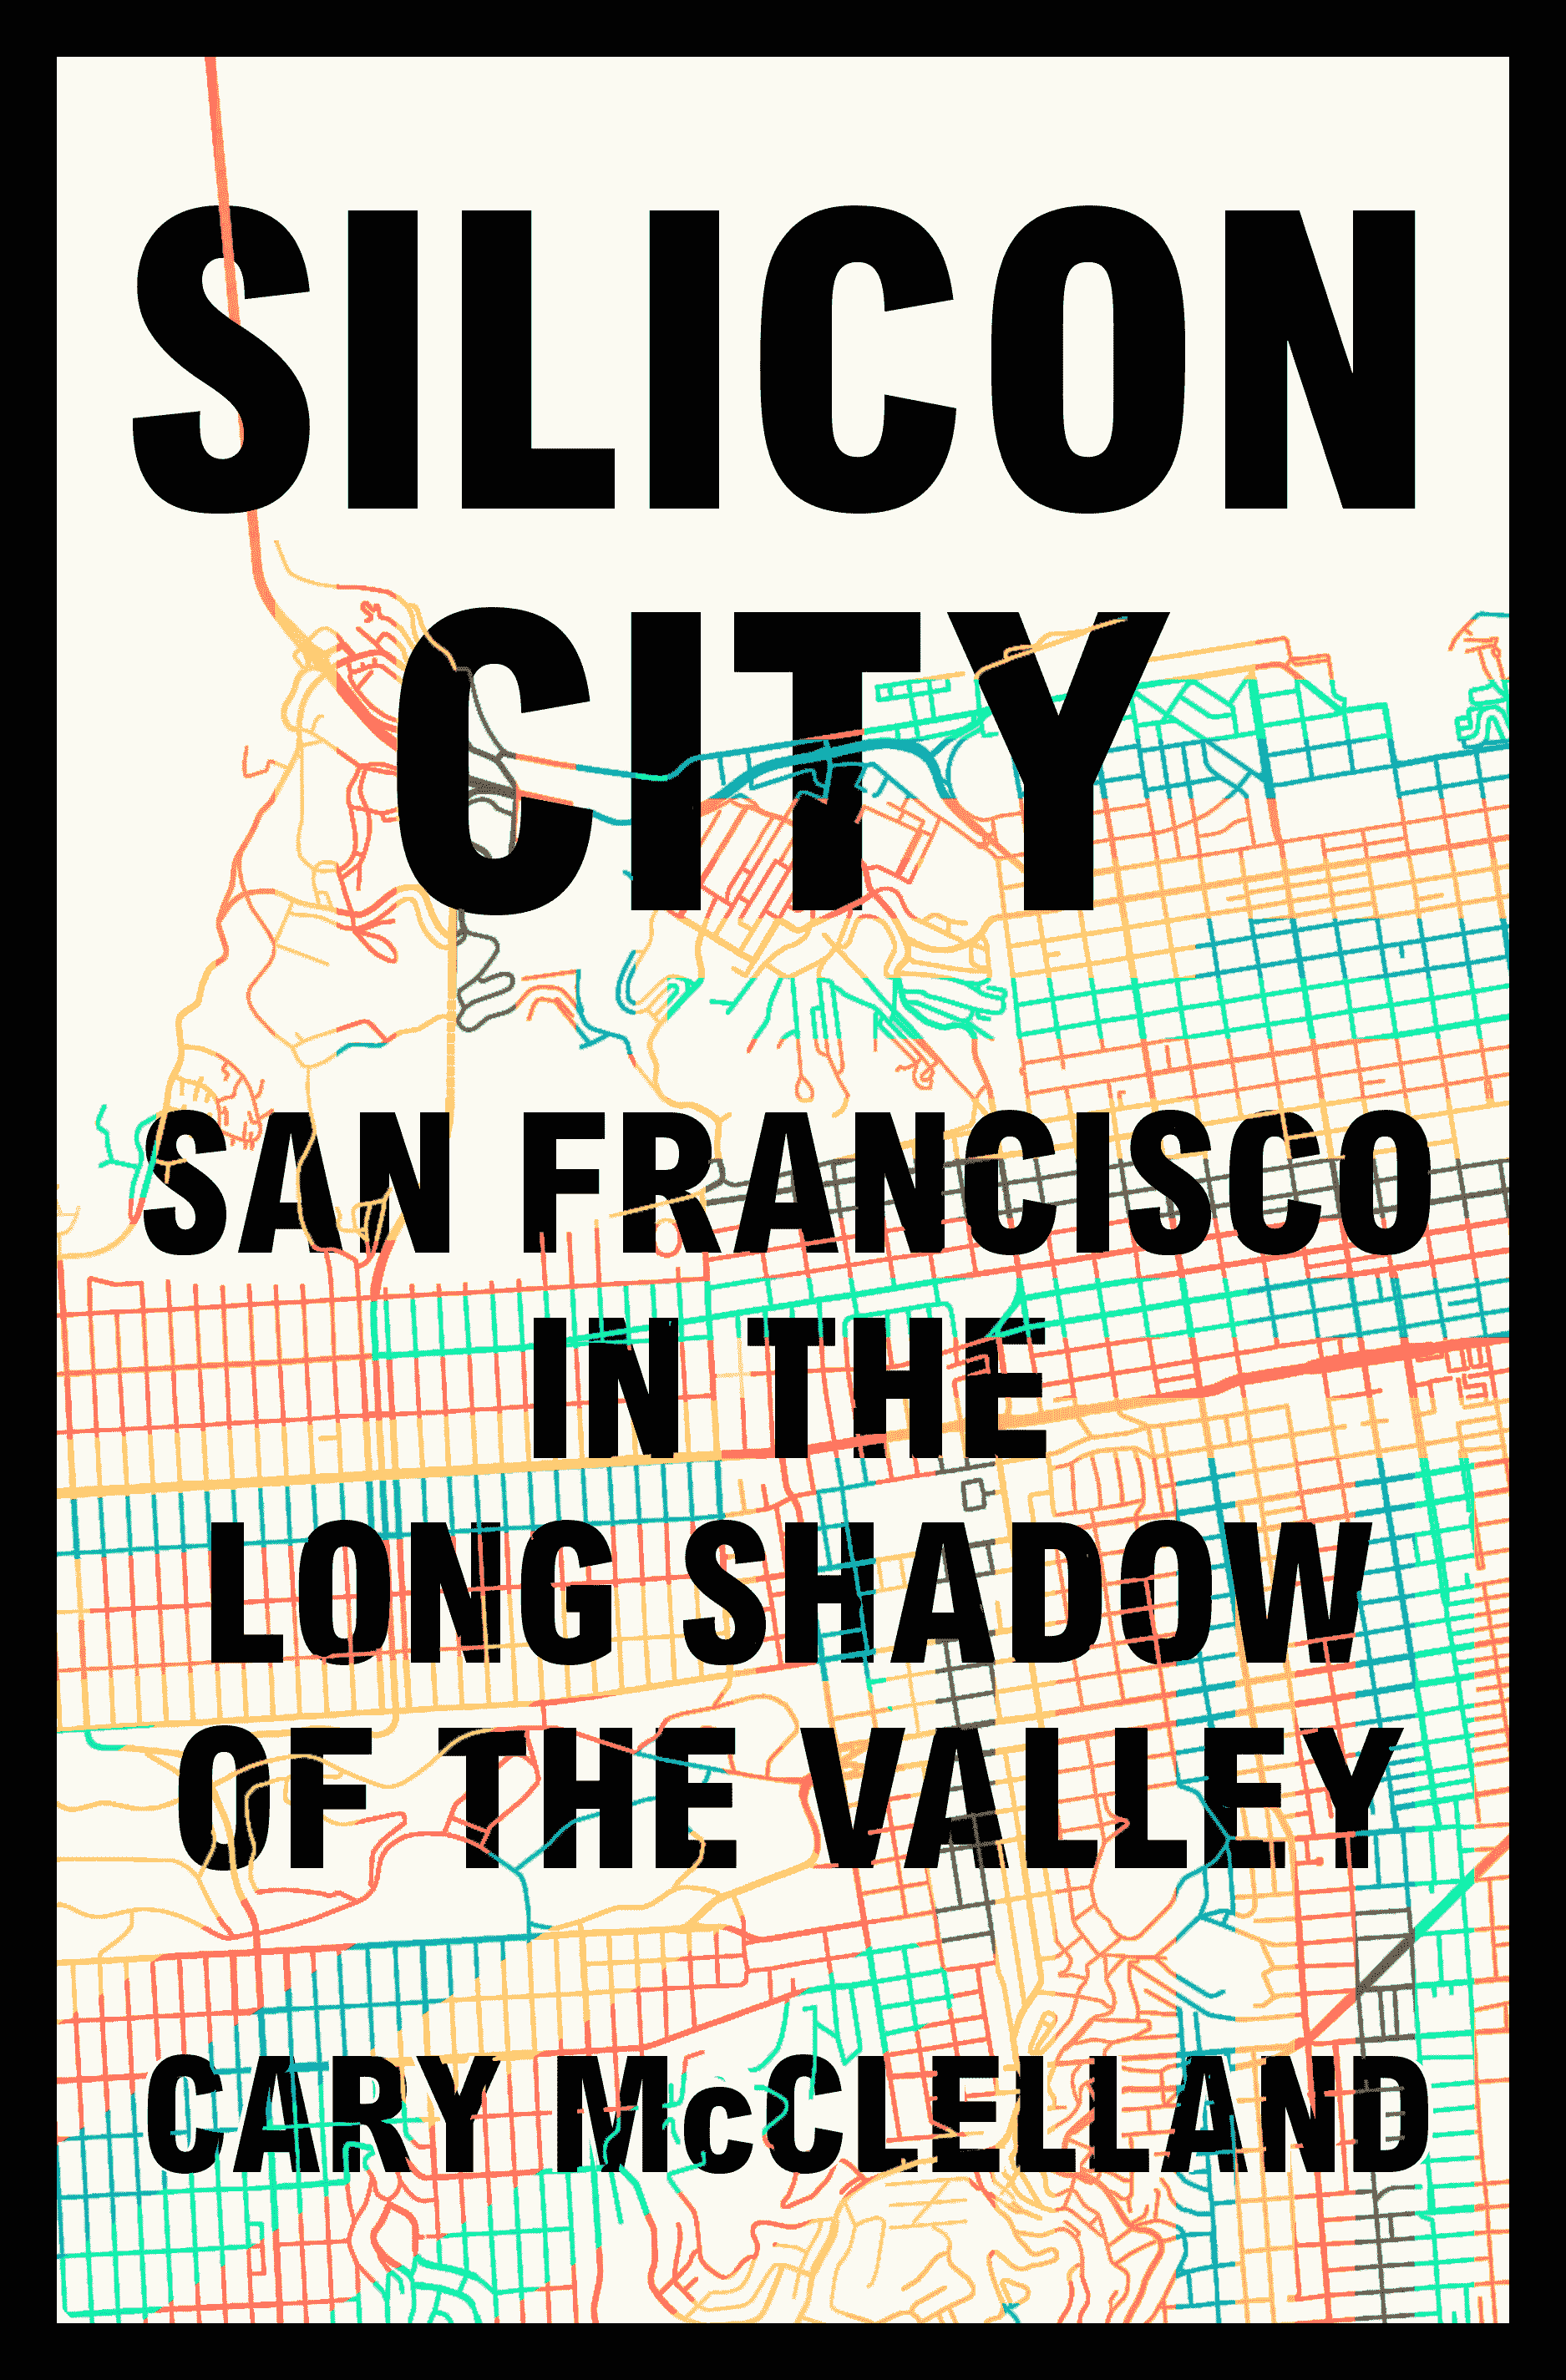 SILICON
CITY
SAN FRANCISCO
IN THE
LONG SHADOW
OF THE VALLEY
CARY McCLELLAND